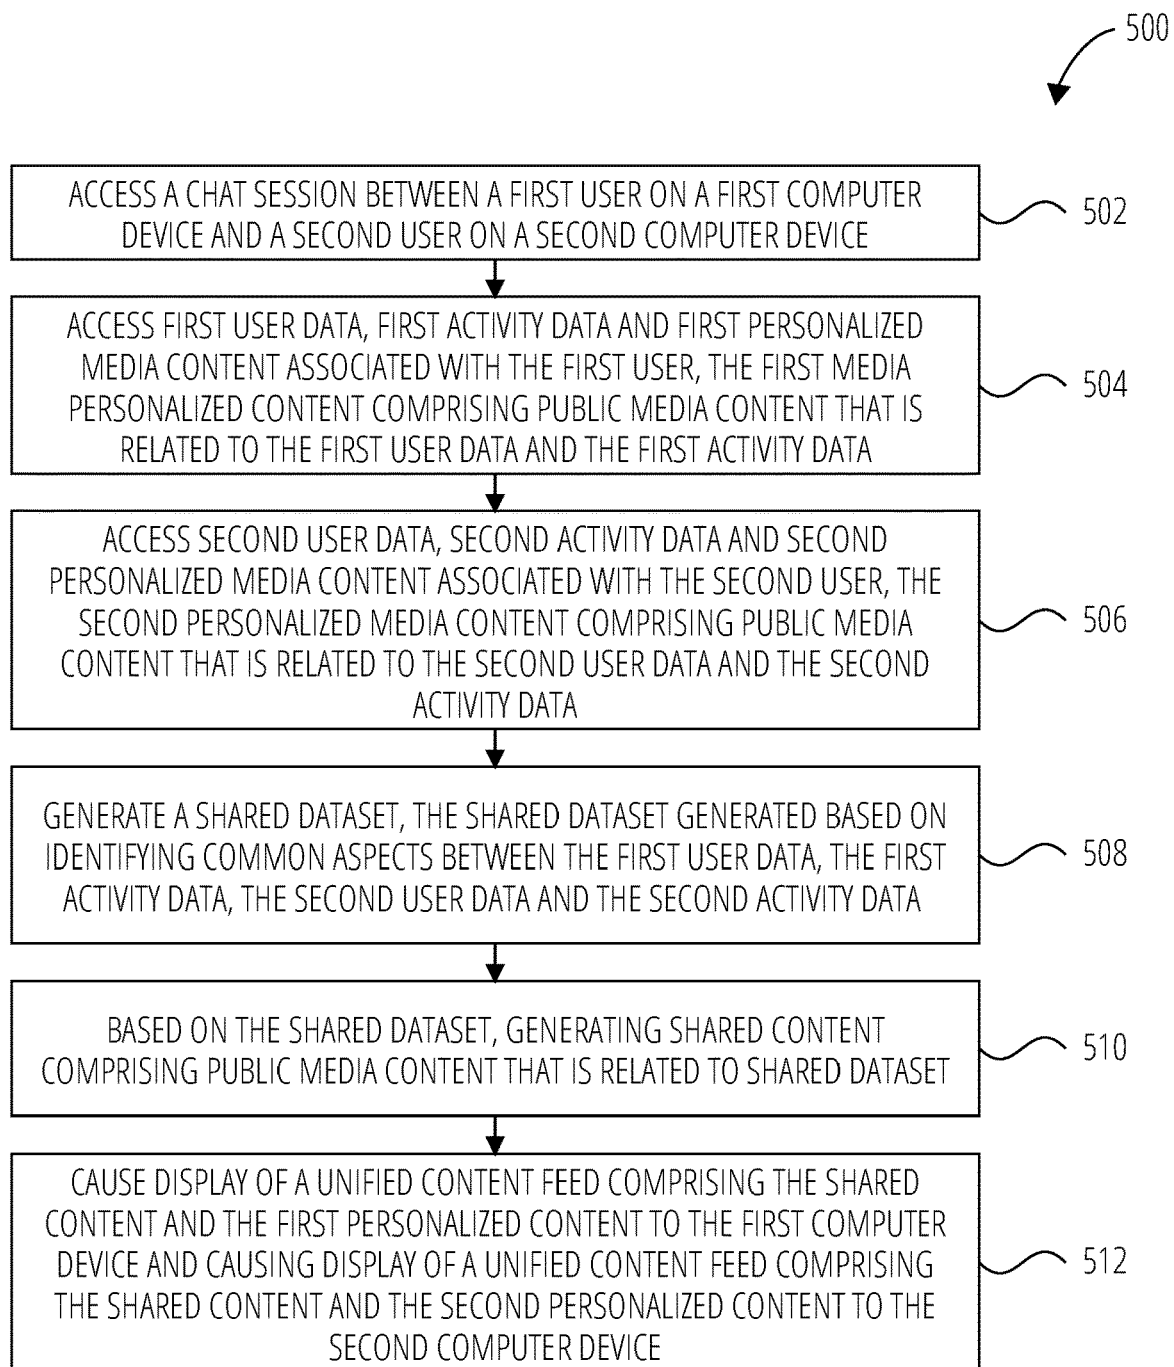 500
ACCESS A CHAT SESSION BETWEEN A FIRST USER ON A FIRST COMPUTER
DEVICE AND A SECOND USER ON A SECOND COMPUTER DEVICE
502
ACCESS FIRST USER DATA, FIRST ACTIVITY DATA AND FIRST PERSONALIZED
MEDIA CONTENT ASSOCIATED WITH THE FIRST USER, THE FIRST MEDIA
PERSONALIZED CONTENT COMPRISING PUBLIC MEDIA CONTENT THAT IS
RELATED TO THE FIRST USER DATA AND THE FIRST ACTIVITY DATA
504
ACCESS SECOND USER DATA, SECOND ACTIVITY DATA AND SECOND
PERSONALIZED MEDIA CONTENT ASSOCIATED WITH THE SECOND USER, THE
SECOND PERSONALIZED MEDIA CONTENT COMPRISING PUBLIC MEDIA
CONTENT THAT IS RELATED TO THE SECOND USER DATA AND THE SECOND
ACTIVITY DATA
506
GENERATE A SHARED DATASET, THE SHARED DATASET GENERATED BASED ON
IDENTIFYING COMMON ASPECTS BETWEEN THE FIRST USER DATA, THE FIRST
ACTIVITY DATA, THE SECOND USER DATA AND THE SECOND ACTIVITY DATA
508
BASED ON THE SHARED DATASET, GENERATING SHARED CONTENT
COMPRISING PUBLIC MEDIA CONTENT THAT IS RELATED TO SHARED DATASET
510
CAUSE DISPLAY OF A UNIFIED CONTENT FEED COMPRISING THE SHARED
CONTENT AND THE FIRST PERSONALIZED CONTENT TO THE FIRST COMPUTER
DEVICE AND CAUSING DISPLAY OF A UNIFIED CONTENT FEED COMPRISING
THE SHARED CONTENT AND THE SECOND PERSONALIZED CONTENT TO THE
SECOND COMPUTER DEVICE
512